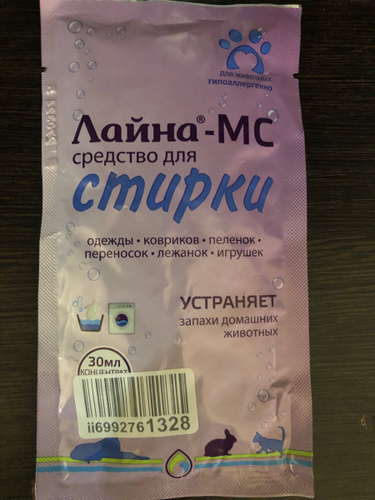 для животных
гипоаллергенно
Лайна®-МС
средство для
стирки
одежды • ковриков • пеленок •
переносок • лежанок • игрушек
УСТРАНЯЕТ
запахи домашних
животных
30мл
КОНЦЕНТРАТ
ii6992761328